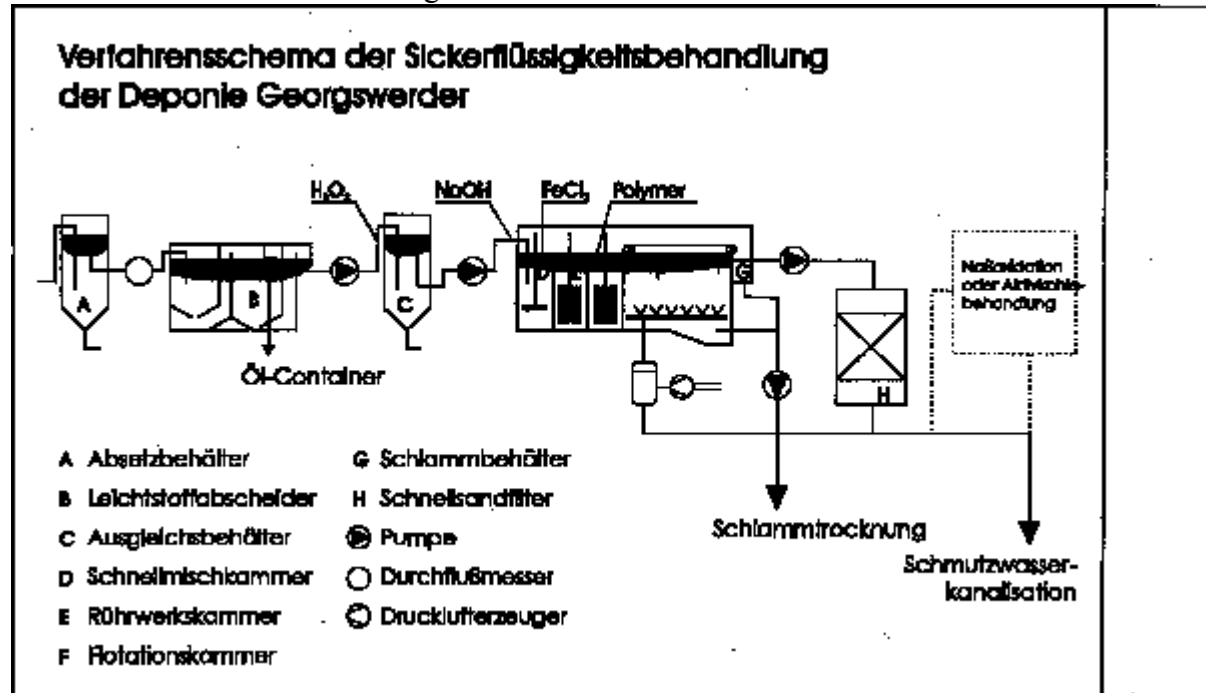 Verfahrensschema der Sickerflüssigkeitsbehandlung
der Deponie Georgswerder
H₂O₂
NaOH
FeCl₃
Polymer
Naßoxidation
oder Aktivkohle-
behandlung
A
B
C
D
E
G
H
Öl-Container
A Absetzbehälter
B Leichtstoffabscheider
C Ausgleichsbehälter
D Schnellmischkammer
E Rührwerkskammer
F Flotationskammer
G Schlammbehälter
H Schnellsandfilter
Pumpe
Durchflußmesser
Drucklufterzeuger
Schlammtrocknung
Schmutzwasser-
kanalisation